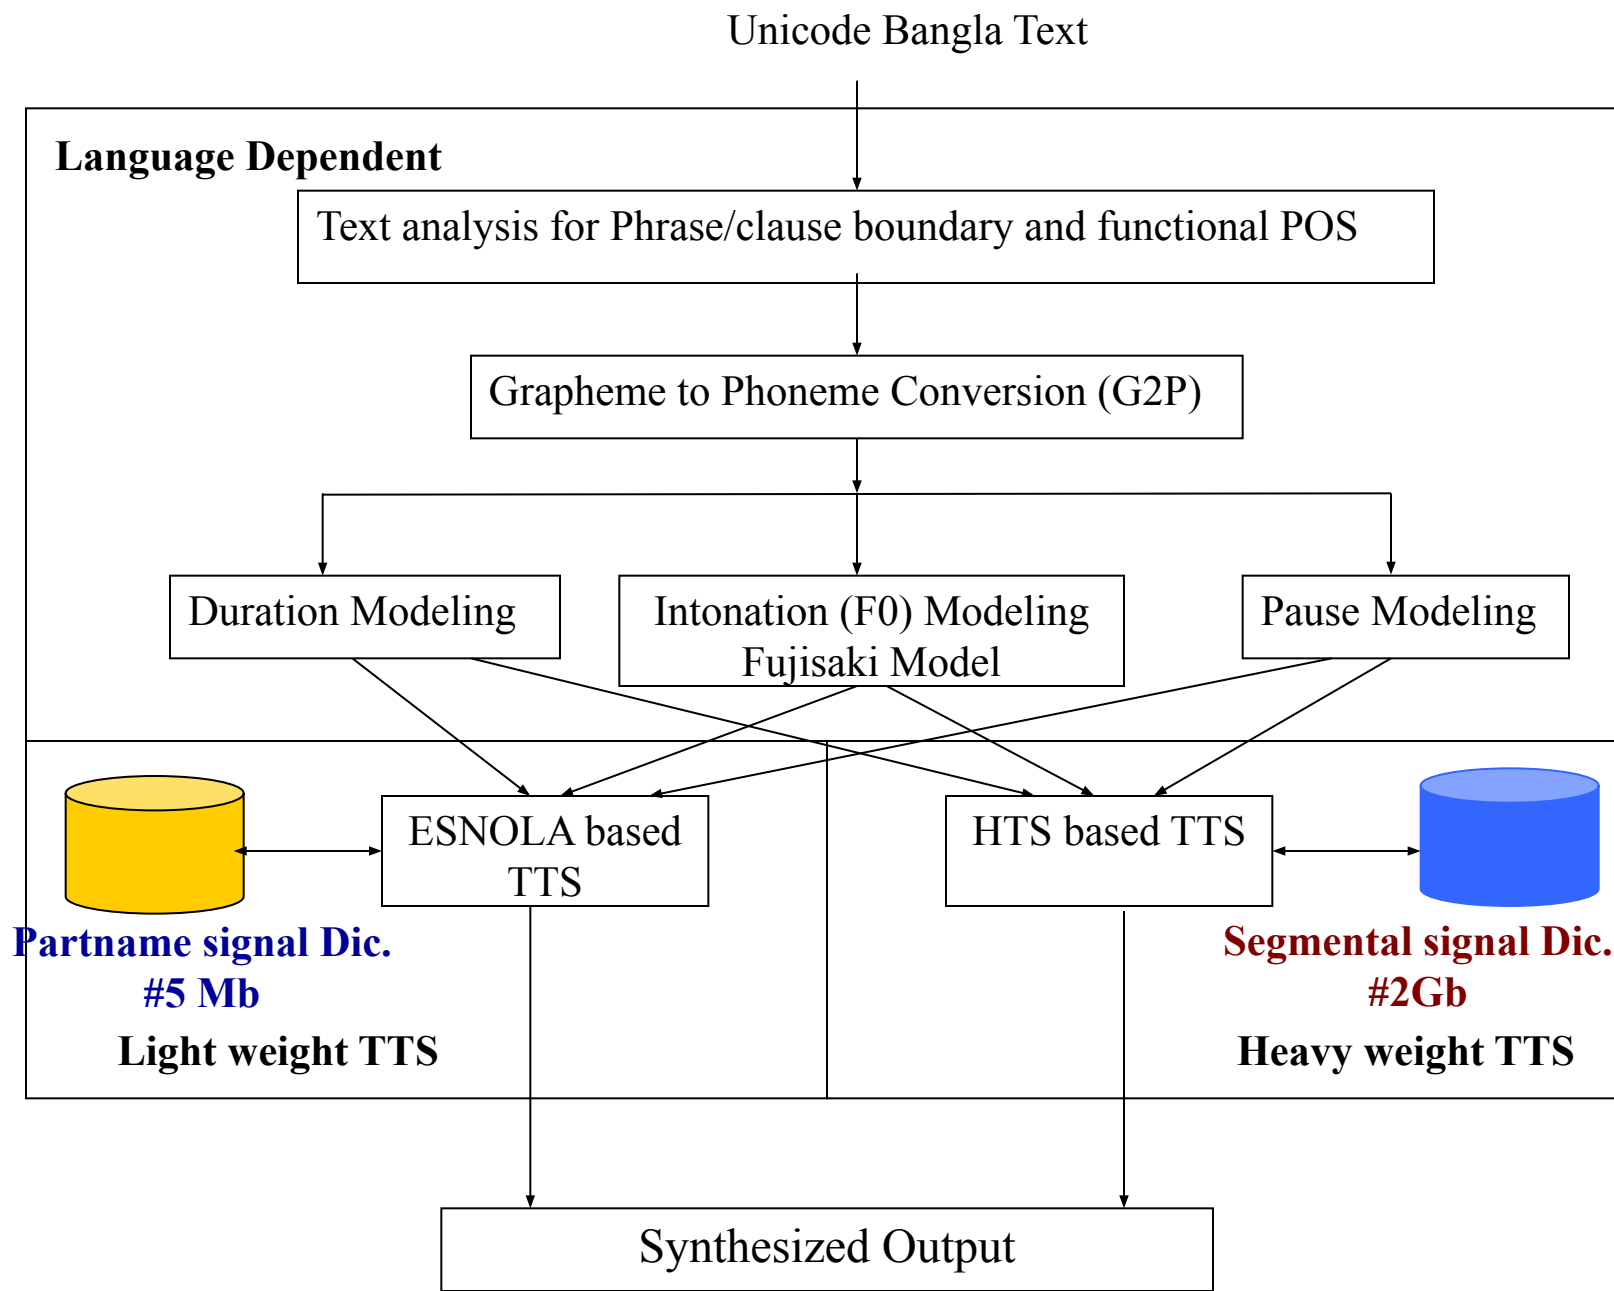 Unicode Bangla Text
Language Dependent
Text analysis for Phrase/clause boundary and functional POS
Grapheme to Phoneme Conversion (G2P)
Duration Modeling
Intonation (F0) Modeling
Fujisaki Model
Pause Modeling
ESNOLA based
TTS
HTS based TTS
Partname signal Dic.
#5 Mb
Light weight TTS
Segmental signal Dic.
#2Gb
Heavy weight TTS
Synthesized Output